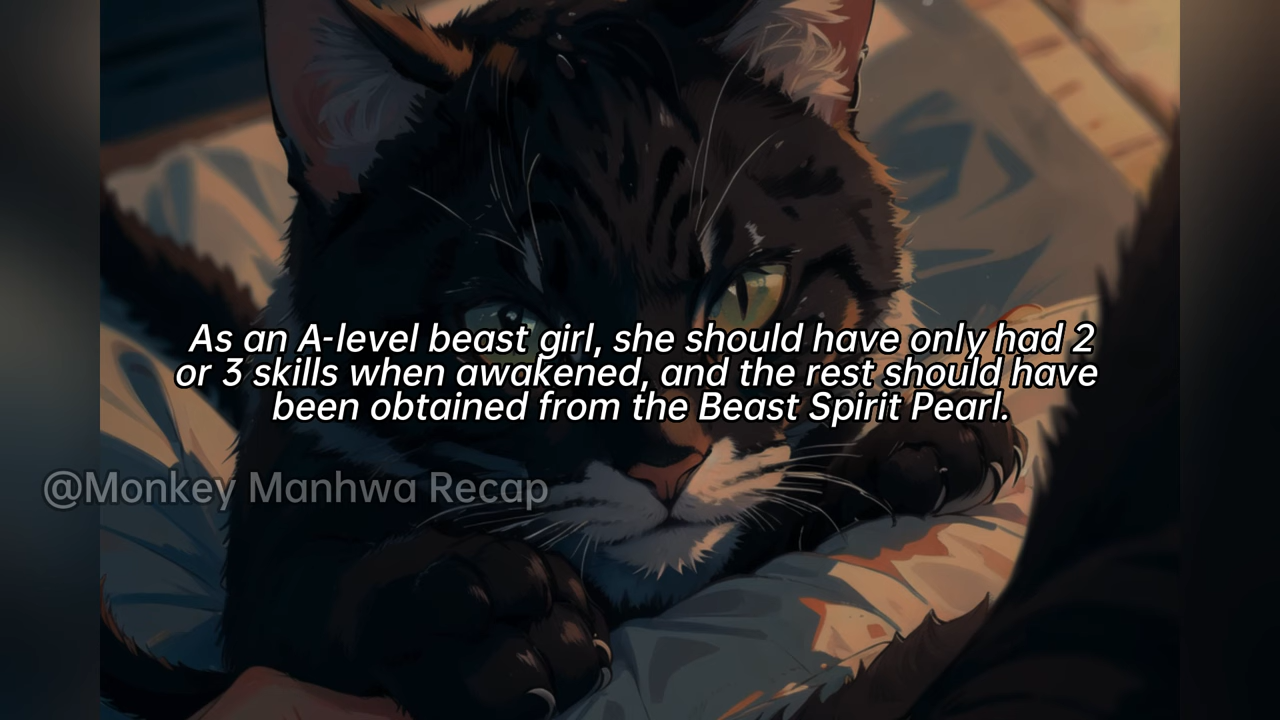 As an A-level beast girl, she should have only had 2
or 3 skills when awakened, and the rest should have
been obtained from the Beast Spirit Pearl.
@Monkey Manhwa Recap